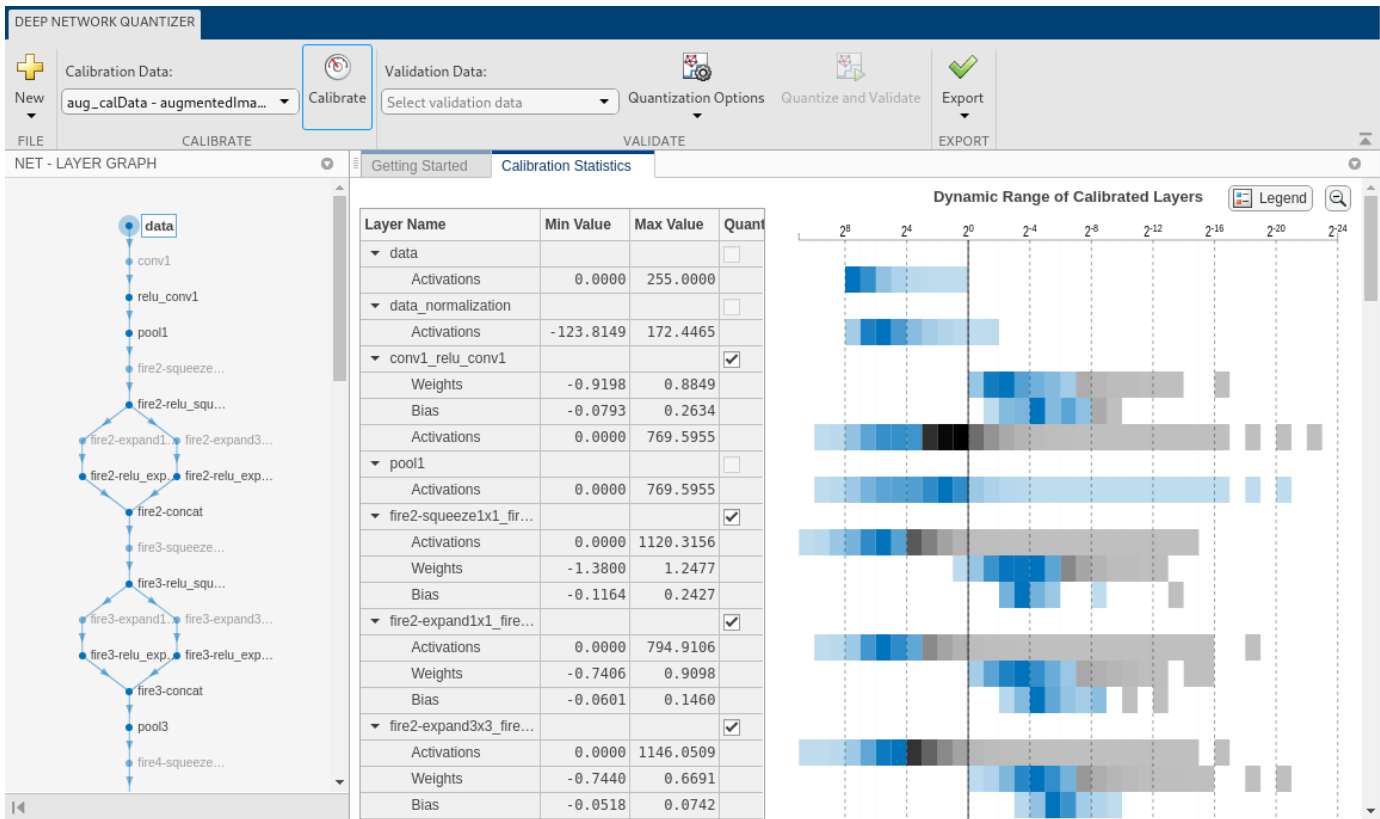 DEEP NETWORK QUANTIZER
New
Calibration Data:
aug_calData - augmentedIma...
Calibrate
Validation Data:
Select validation data
Quantization Options
Quantize and Validate
Export
FILE
CALIBRATE
VALIDATE
EXPORT
NET - LAYER GRAPH
data
conv1
relu_conv1
pool1
fire2-squeeze...
fire2-relu_squ...
fire2-expand1... fire2-expand3...
fire2-relu_exp... fire2-relu_exp...
fire2-concat
fire3-squeeze...
fire3-relu_squ...
fire3-expand1... fire3-expand3...
fire3-relu_exp... fire3-relu_exp...
fire3-concat
pool3
fire4-squeeze...
Getting Started
Calibration Statistics
Layer Name Min Value Max Value Quant
data
Activations 0.0000 255.0000
data_normalization
Activations -123.8149 172.4465
conv1_relu_conv1
Weights -0.9198 0.8849
Bias -0.0793 0.2634
Activations 0.0000 769.5955
pool1
Activations 0.0000 769.5955
fire2-squeeze1x1_fir...
Activations 0.0000 1120.3156
Weights -1.3800 1.2477
Bias -0.1164 0.2427
fire2-expand1x1_fire...
Activations 0.0000 794.9106
Weights -0.7406 0.9098
Bias -0.0601 0.1460
fire2-expand3x3_fire...
Activations 0.0000 1146.0509
Weights -0.7440 0.6691
Bias -0.0518 0.0742
Dynamic Range of Calibrated Layers
Legend
2⁸ 2⁴ 2⁰ 2⁻⁴ 2⁻⁸ 2⁻¹² 2⁻¹⁶ 2⁻²⁰ 2⁻²⁴